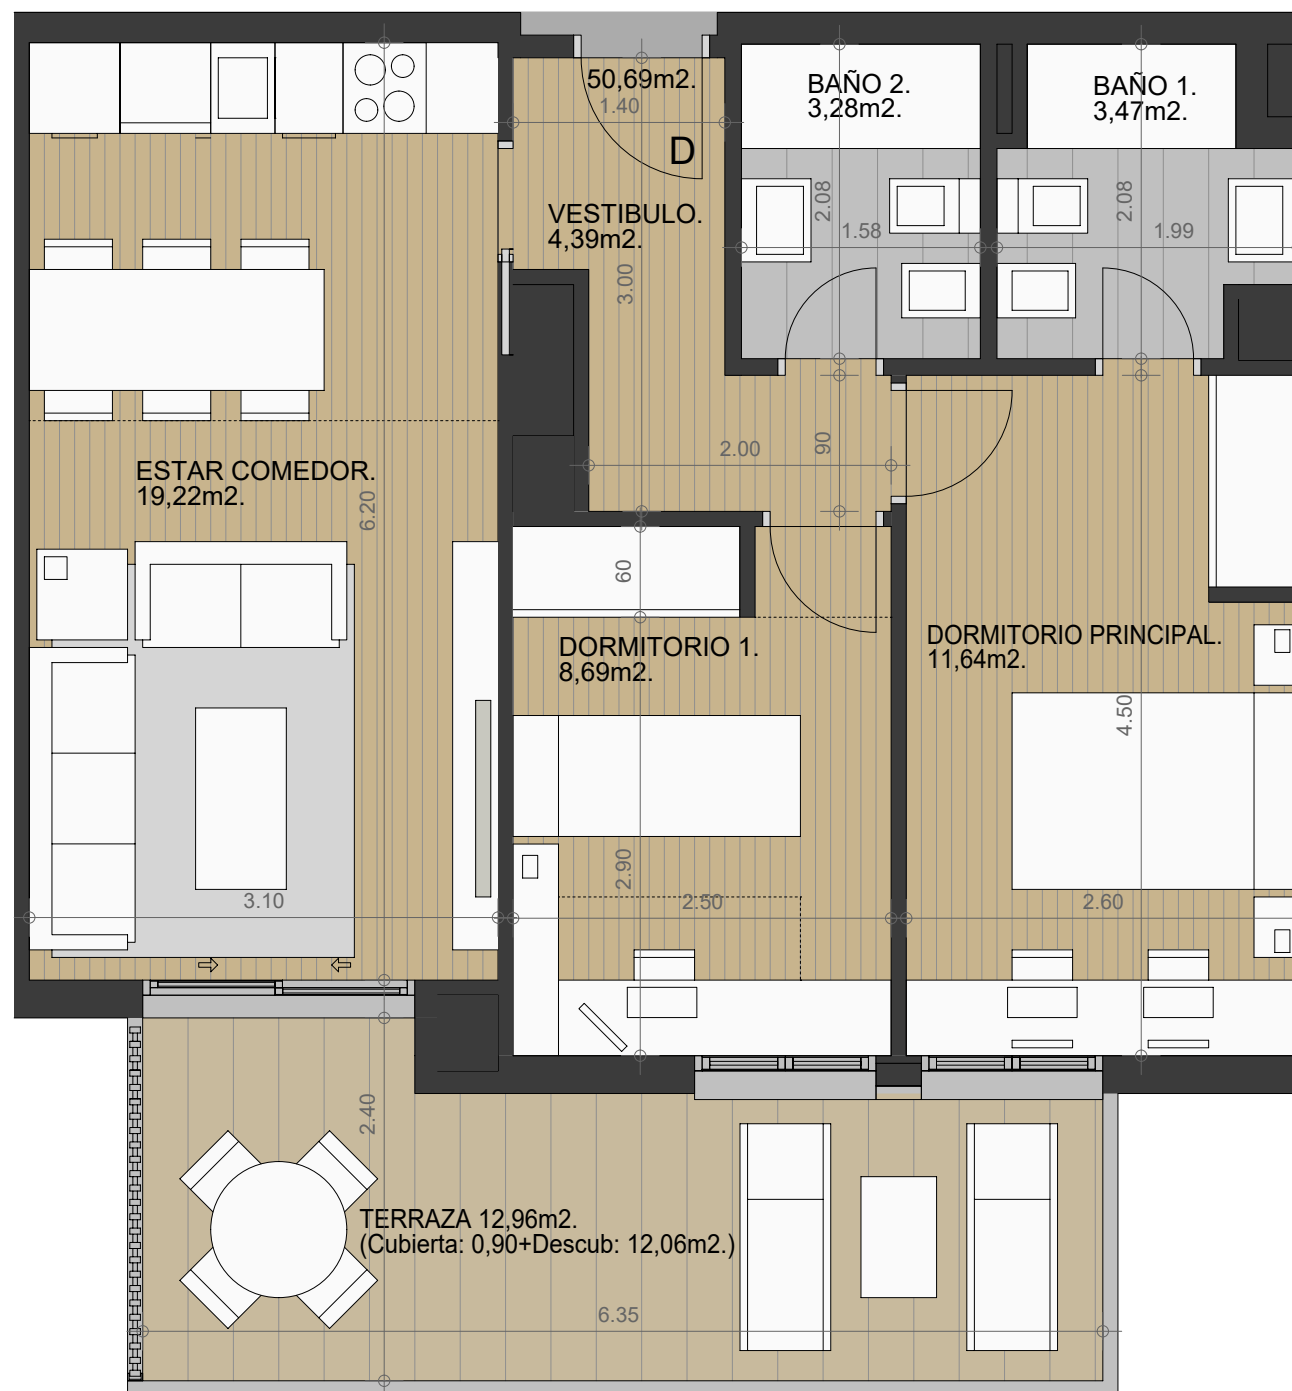 50,69m2.
1.40
D
BAÑO 2.
3,28m2.
2.08
1.58
BAÑO 1.
3,47m2.
2.08
1.99
VESTIBULO.
4,39m2.
3.00
2.00
90
ESTAR COMEDOR.
19,22m2.
6.20
3.10
60
DORMITORIO 1.
8,69m2.
2.90
2.50
DORMITORIO PRINCIPAL.
11,64m2.
4.50
2.60
2.40
TERRAZA 12,96m2.
(Cubierta: 0,90+Descub: 12,06m2.)
6.35